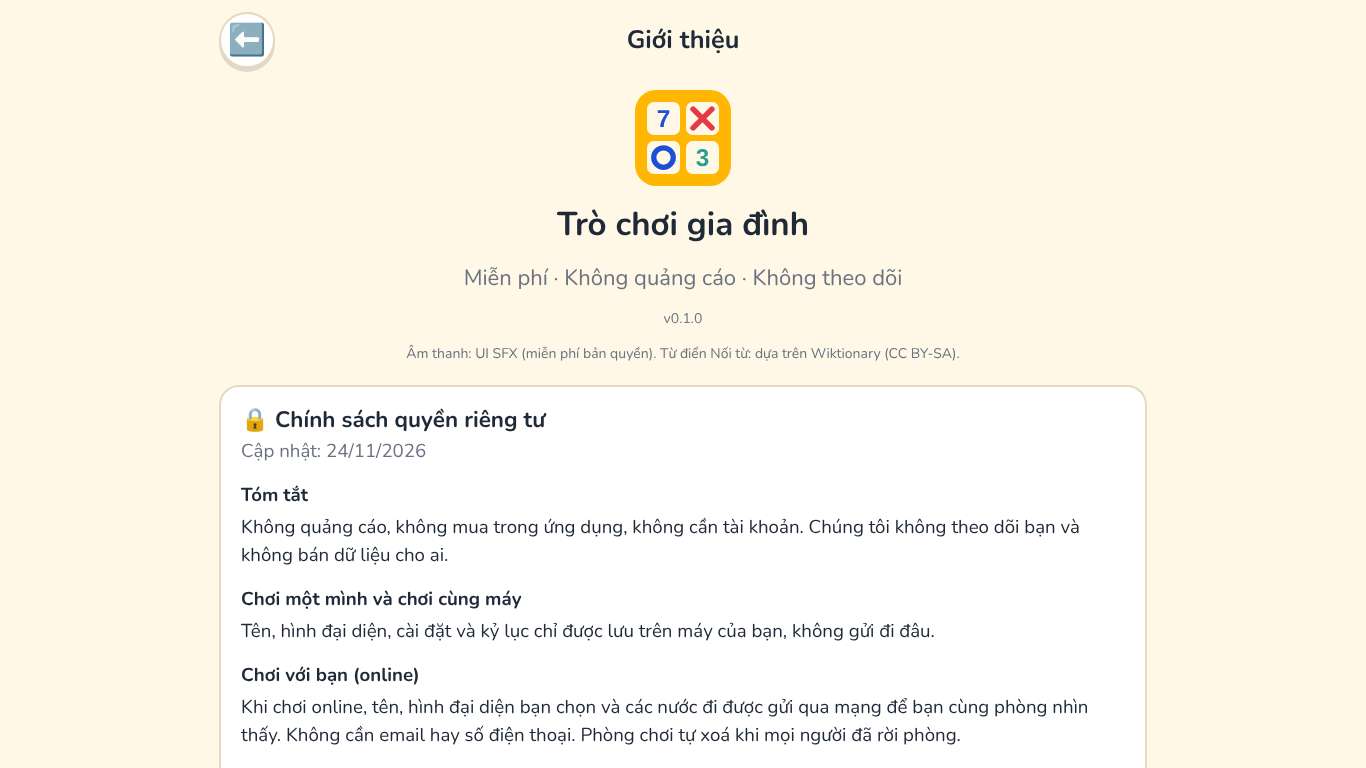 Giới thiệu
7
3
Trò chơi gia đình
Miễn phí · Không quảng cáo · Không theo dõi
v0.1.0
Âm thanh: UI SFX (miễn phí bản quyền). Từ điển Nối từ: dựa trên Wiktionary (CC BY-SA).
🔒 Chính sách quyền riêng tư
Cập nhật: 24/11/2026
Tóm tắt
Không quảng cáo, không mua trong ứng dụng, không cần tài khoản. Chúng tôi không theo dõi bạn và
không bán dữ liệu cho ai.
Chơi một mình và chơi cùng máy
Tên, hình đại diện, cài đặt và kỷ lục chỉ được lưu trên máy của bạn, không gửi đi đâu.
Chơi với bạn (online)
Khi chơi online, tên, hình đại diện bạn chọn và các nước đi được gửi qua mạng để bạn cùng phòng nhìn
thấy. Không cần email hay số điện thoại. Phòng chơi tự xoá khi mọi người đã rời phòng.